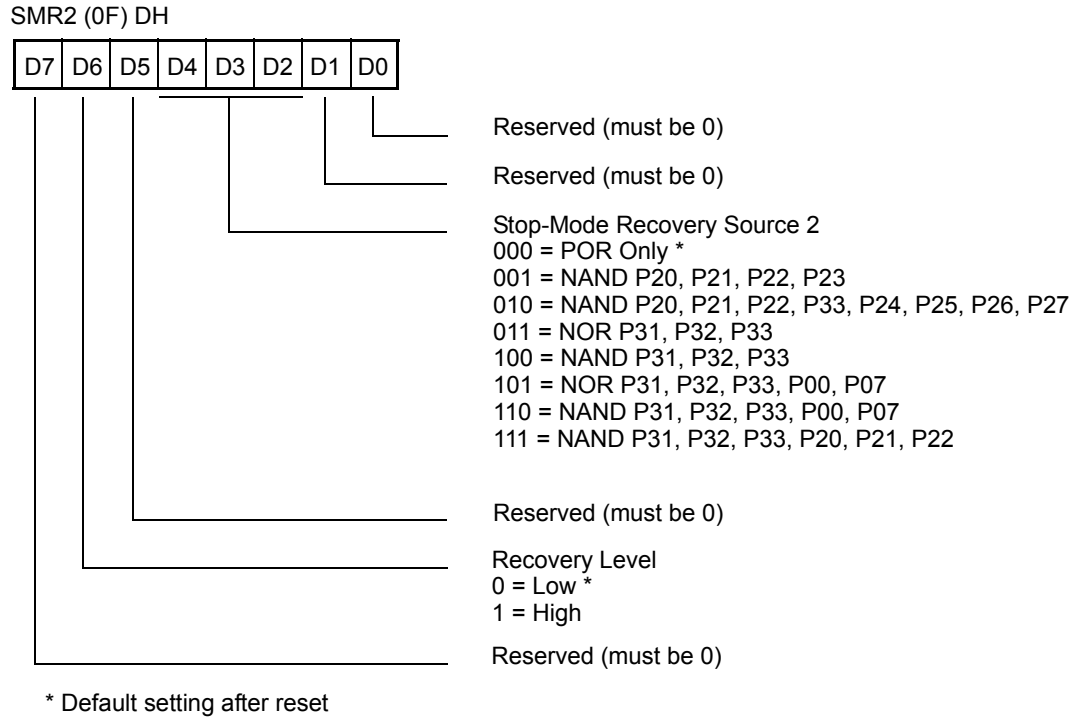 SMR2 (0F) DH
D7 D6 D5 D4 D3 D2 D1 D0
Reserved (must be 0)
Reserved (must be 0)
Stop-Mode Recovery Source 2
000 = POR Only *
001 = NAND P20, P21, P22, P23
010 = NAND P20, P21, P22, P33, P24, P25, P26, P27
011 = NOR P31, P32, P33
100 = NAND P31, P32, P33
101 = NOR P31, P32, P33, P00, P07
110 = NAND P31, P32, P33, P00, P07
111 = NAND P31, P32, P33, P20, P21, P22
Reserved (must be 0)
Recovery Level
0 = Low *
1 = High
Reserved (must be 0)
* Default setting after reset